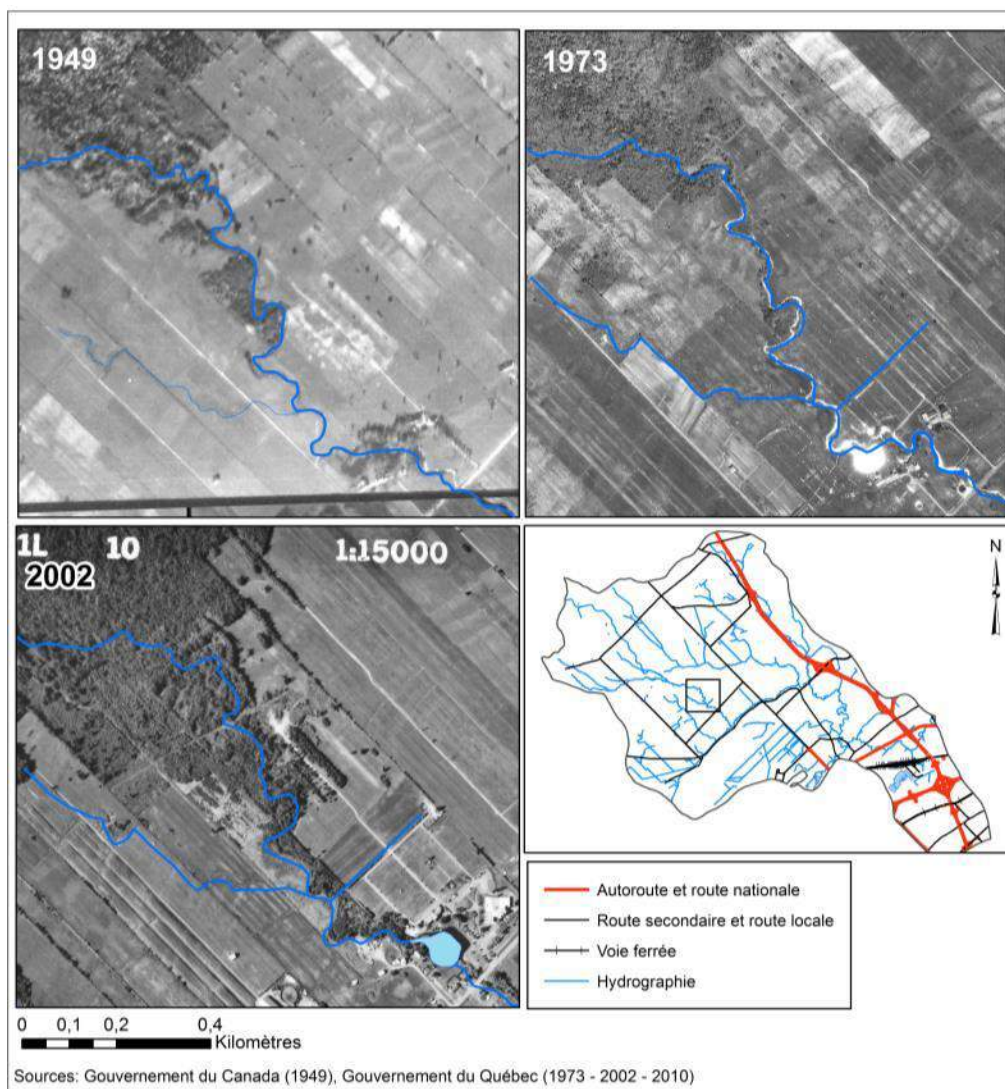 1949
1973
1L 10 1:15000
2002
N
Autoroute et route nationale
Route secondaire et route locale
Voie ferrée
Hydrographie
0 0,1 0,2 0,4
Kilomètres
Sources: Gouvernement du Canada (1949), Gouvernement du Québec (1973 - 2002 - 2010)